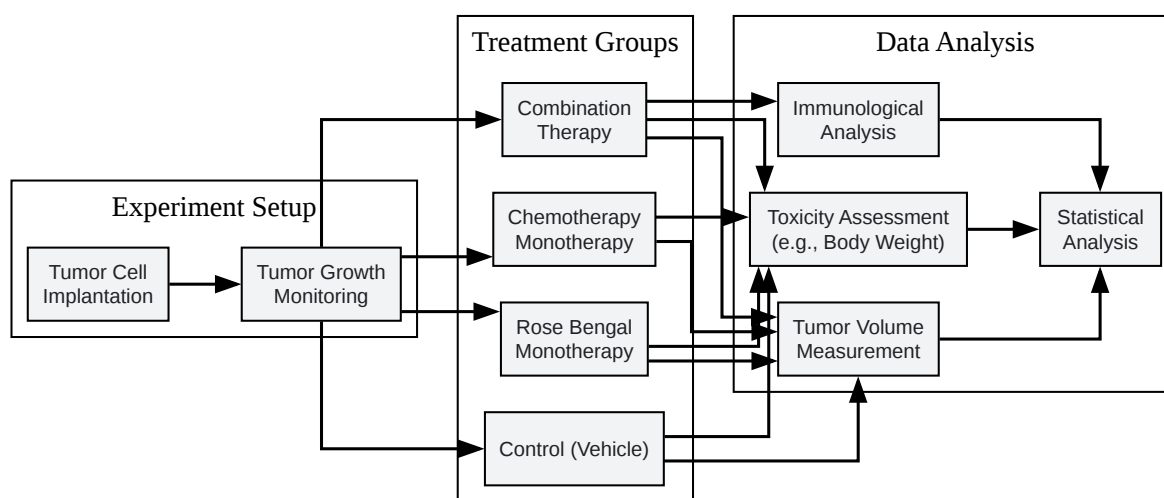 Experiment Setup
Tumor Cell
Implantation
Tumor Growth
Monitoring
Treatment Groups
Combination
Therapy
Chemotherapy
Monotherapy
Rose Bengal
Monotherapy
Control (Vehicle)
Data Analysis
Immunological
Analysis
Toxicity Assessment
(e.g., Body Weight)
Tumor Volume
Measurement
Statistical
Analysis